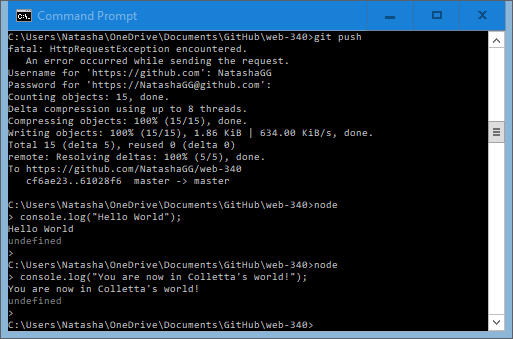 Command Prompt
C:\Users\Natasha\OneDrive\Documents\GitHub\web-340>git push
fatal: HttpRequestException encountered.
   An error occurred while sending the request.
Username for 'https://github.com': NatashaGG
Password for 'https://NatashaGG@github.com':
Counting objects: 15, done.
Delta compression using up to 8 threads.
Compressing objects: 100% (15/15), done.
Writing objects: 100% (15/15), 1.86 KiB | 634.00 KiB/s, done.
Total 15 (delta 5), reused 0 (delta 0)
remote: Resolving deltas: 100% (5/5), done.
To https://github.com/NatashaGG/web-340
   cf6ae23..61028f6  master -> master
C:\Users\Natasha\OneDrive\Documents\GitHub\web-340>node
> console.log("Hello World");
Hello World
undefined
>
C:\Users\Natasha\OneDrive\Documents\GitHub\web-340>node
> console.log("You are now in Colletta's world!");
You are now in Colletta's world!
undefined
>
C:\Users\Natasha\OneDrive\Documents\GitHub\web-340>